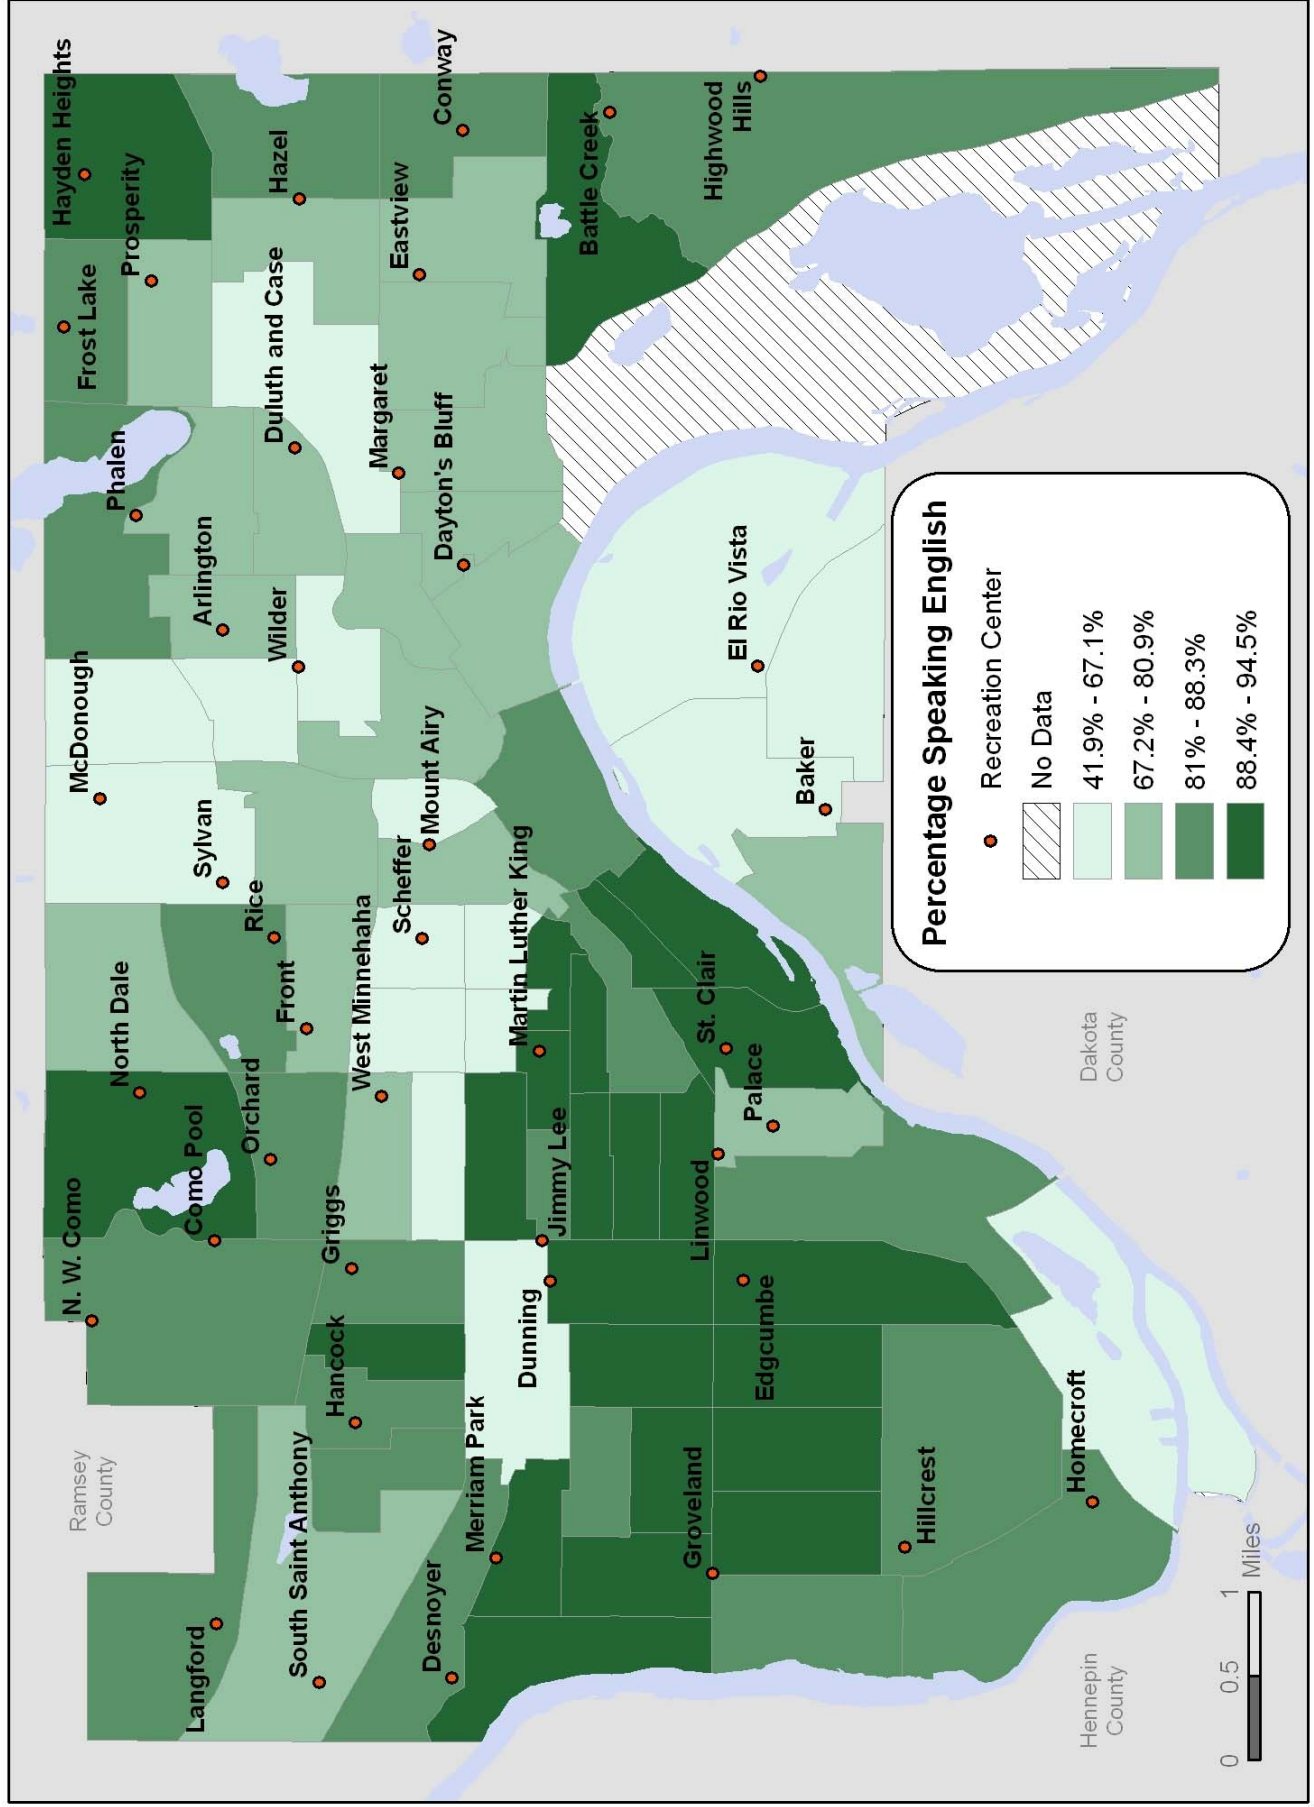 Ramsey
County
N. W. Como
North Dale
McDonough
Phalen
Frost Lake
Hayden Heights
Prosperity
Langford
Como Pool
Orchard
Rice
Sylvan
Arlington
Wilder
Duluth and Case
Hazel
South Saint Anthony
Hancock
Griggs
Front
West Minnehaha
Scheffer
Mount Airy
Margaret
Eastview
Conway
Desnoyer
Merriam Park
Dunning
Jimmy Lee
Martin Luther King
Dayton's Bluff
Battle Creek
Groveland
Linwood
St. Clair
Palace
Edgcumbe
El Rio Vista
Baker
Highwood
Hills
Hillcrest
Homecroft
Hennepin
County
Dakota
County
Percentage Speaking English
Recreation Center
No Data
41.9% - 67.1%
67.2% - 80.9%
81% - 88.3%
88.4% - 94.5%
0 0.5 1
Miles